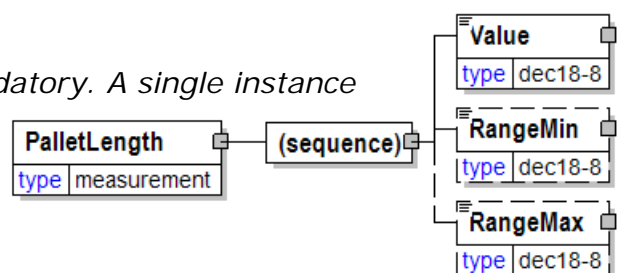 Value
type dec18-8
datory. A single instance
RangeMin
PalletLength
(sequence)
type dec18-8
type measurement
RangeMax
type dec18-8